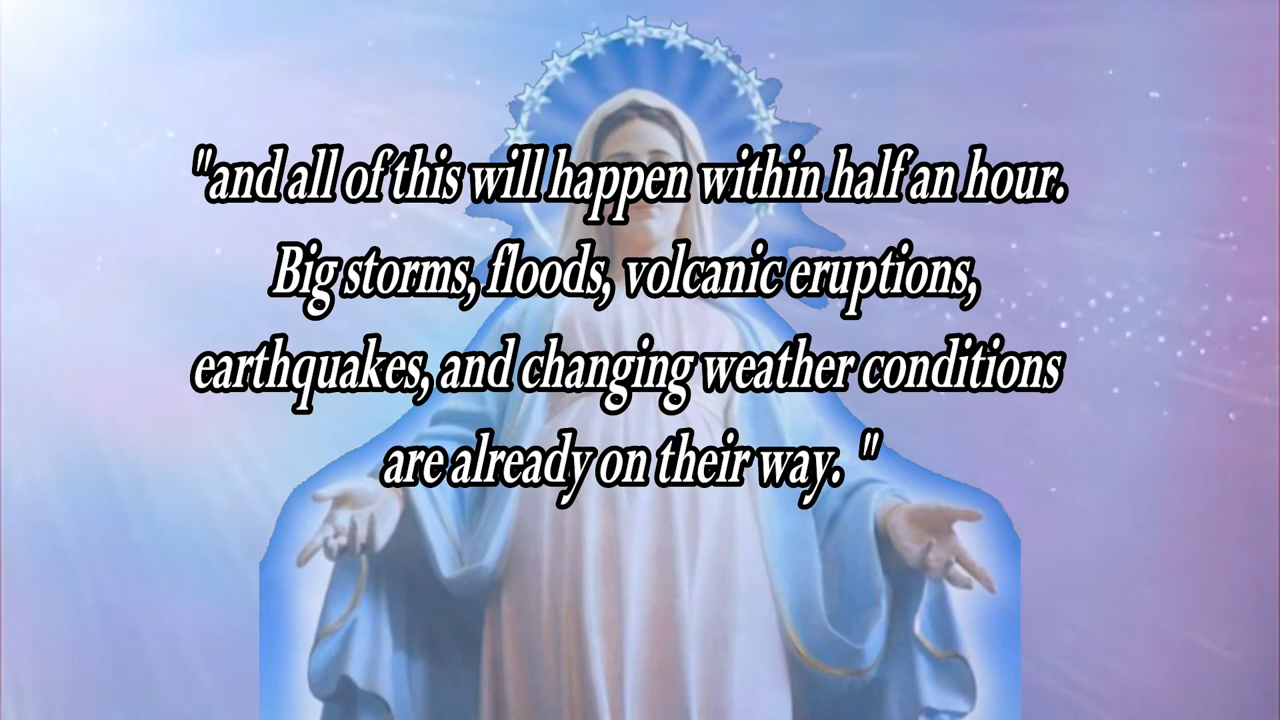 "and all of this will happen within half an hour.
Big storms, floods, volcanic eruptions,
earthquakes, and changing weather conditions
are already on their way. "